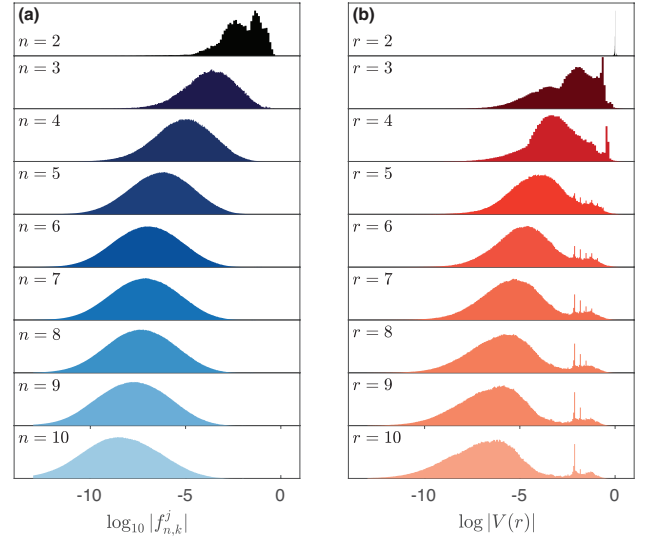 (a)
n = 2
n = 3
n = 4
n = 5
n = 6
n = 7
n = 8
n = 9
n = 10
-10 -5 0
log₁₀ |fʲₙ,ₖ|
(b)
r = 2
r = 3
r = 4
r = 5
r = 6
r = 7
r = 8
r = 9
r = 10
-10 -5 0
log |V(r)|